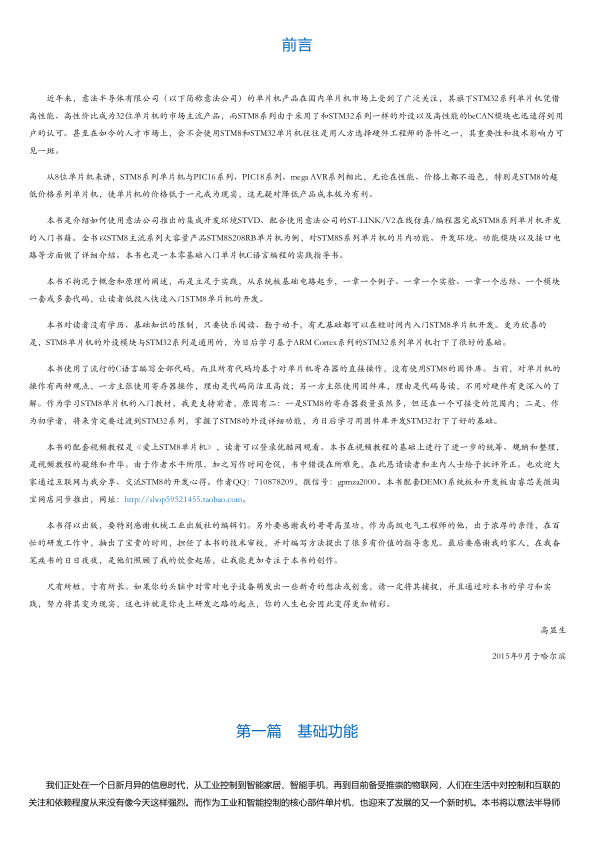 前言
近年来，意法半导体有限公司（以下简称意法公司）的单片机产品在国内单片机市场上受到了广泛关注，其旗下STM32系列单片机凭借
高性能、高性价比成为32位单片机的市场主流产品，而STM8系列由于采用了和STM32系列一样的外设以及高性能的beCAN模块也迅速得到用
户的认可。甚至在如今的人才市场上，会不会使用STM8和STM32单片机往往是用人方选择硬件工程师的条件之一，其重要性和技术影响力可
见一斑。
从8位单片机来讲，STM8系列单片机与PIC16系列、PIC18系列、mega AVR系列相比，无论在性能、价格上都不逊色，特别是STM8的超
低价格系列单片机，使单片机的价格低于一元成为现实，这无疑对降低产品成本极为有利。
本书是介绍如何使用意法公司推出的集成开发环境STVD、配合使用意法公司的ST-LINK/V2在线仿真/编程器完成STM8系列单片机开发
的入门书籍。全书以STM8主流系列大容量产品STM8S208RB单片机为例，对STM8S系列单片机的片内功能、开发环境、功能模块以及接口电
路等方面做了详细介绍。本书也是一本零基础入门单片机C语言编程的实践指导书。
本书不拘泥于概念和原理的阐述，而是立足于实践，从系统板基础电路起步，一章一个例子、一章一个实验、一章一个总结、一个模块
一套或多套代码，让读者低投入快速入门STM8单片机的开发。
本书对读者没有学历、基础知识的限制，只要快乐阅读、勤于动手，有无基础都可以在短时间内入门STM8单片机开发。更为欣喜的
是，STM8单片机的外设模块与STM32系列是通用的，为日后学习基于ARM Cortex系列的STM32系列单片机打下了很好的基础。
本书使用了流行的C语言编写全部代码，而且所有代码均基于对单片机寄存器的直接操作，没有使用STM8的固件库。当前，对单片机的
操作有两种观点，一方主张使用寄存器操作，理由是代码简洁且高效；另一方主张使用固件库，理由是代码易读，不用对硬件有更深入的了
解。作为学习STM8单片机的入门教材，我更支持前者，原因有二：一是STM8的寄存器数量虽然多，但还在一个可接受的范围内；二是，作
为初学者，将来肯定要过渡到STM32系列，掌握了STM8的外设详细功能，为日后学习用固件库开发STM32打下了好的基础。
本书的配套视频教程是《爱上STM8单片机》，读者可以登录优酷网观看。本书在视频教程的基础上进行了进一步的统筹、规纳和整理，
是视频教程的凝练和升华。由于作者水平所限，加之写作时间仓促，书中错误在所难免，在此恳请读者和业内人士给予批评斧正。也欢迎大
家通过互联网与我分享、交流STM8的开发心得。作者QQ：710878209，微信号：gpmza2000。本书配套DEMO系统板和开发板由睿芯美微淘
宝网店同步推出，网址：http://shop59521455.taobao.com。
本书得以出版，要特别感谢机械工业出版社的编辑们。另外要感谢我的哥哥高显功、作为高级电气工程师的他，出于浓厚的亲情，在百
忙的研发工作中，抽出了宝贵的时间，担任了本书的技术审校，并对编写方法提出了很多有价值的指导意见。最后要感谢我的家人，在我奋
笔疾书的日日夜夜，是他们照顾了我的饮食起居，让我能更加专注于本书的创作。
尺有所短，寸有所长。如果你的头脑中时常对电子设备萌发出一些新奇的想法或创意，请一定将其捕捉，并且通过对本书的学习和实
践，努力将其变为现实，这也许就是你走上研发之路的起点，你的人生也会因此变得更加精彩。
高显生
2015年9月于哈尔滨
第一篇 基础功能
我们正处在一个日新月异的信息时代，从工业控制到智能家居、智能手机，再到目前备受推崇的物联网，人们在生活中对控制和互联的
关注和依赖程度从来没有像今天这样强烈。而作为工业和智能控制的核心部件单片机，也迎来了发展的又一个新时机。本书将以意法半导师